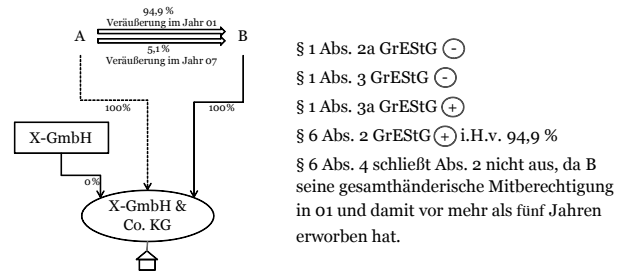 94,9 %
Veräußerung im Jahr 01
A
B
5,1 %
Veräußerung im Jahr 07
100%
100%
X-GmbH
0%
X-GmbH &
Co. KG
§ 1 Abs. 2a GrEStG -
§ 1 Abs. 3 GrEStG -
§ 1 Abs. 3a GrEStG +
§ 6 Abs. 2 GrEStG + i.H.v. 94,9 %
§ 6 Abs. 4 schließt Abs. 2 nicht aus, da B
seine gesamthänderische Mitberechtigung
in 01 und damit vor mehr als fünf Jahren
erworben hat.